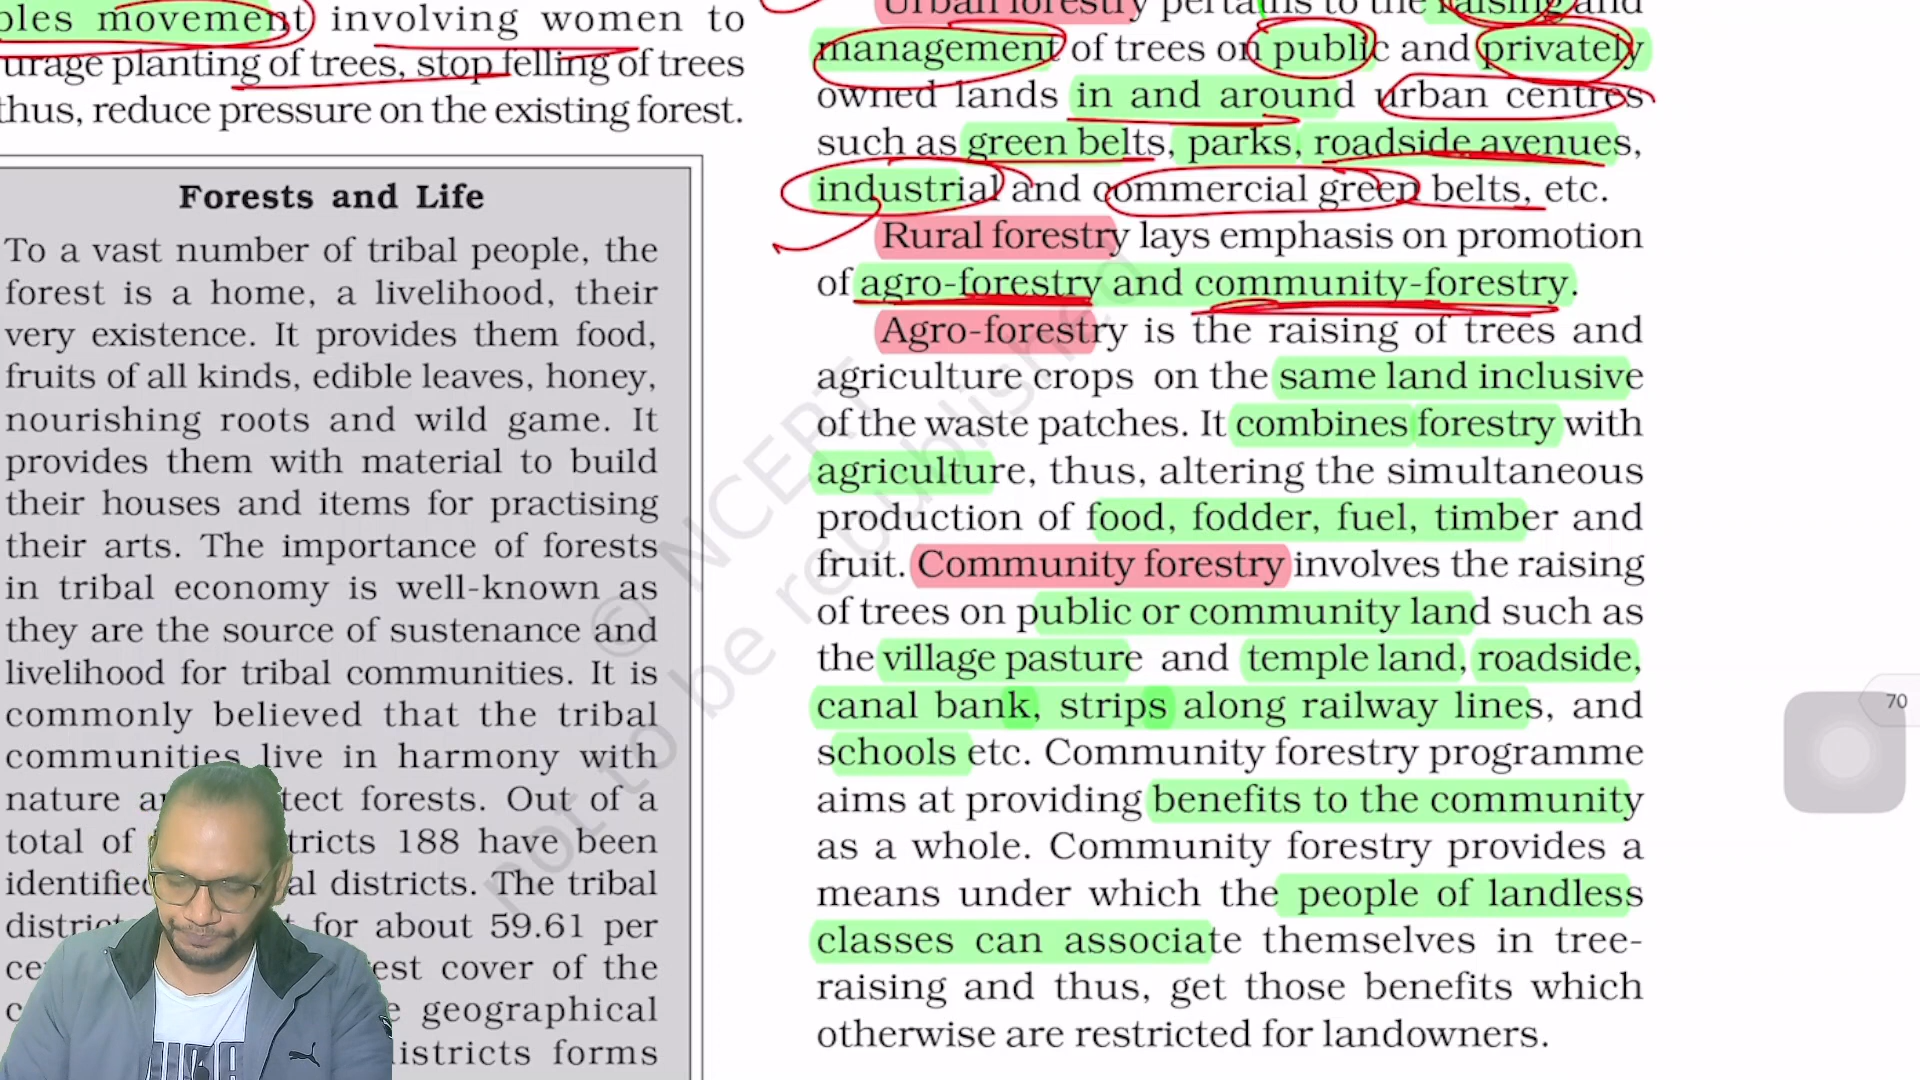 movement involving women to
planting of trees, stop felling of trees
thus, reduce pressure on the existing forest.
Forests and Life
To a vast number of tribal people, the
forest is a home, a livelihood, their
very existence. It provides them food,
fruits of all kinds, edible leaves, honey,
nourishing roots and wild game. It
provides them with material to build
their houses and items for practising
their arts. The importance of forests
in tribal economy is well-known as
they are the source of sustenance and
livelihood for tribal communities. It is
commonly believed that the tribal
communities live in harmony with
nature forests. Out of a
total of 188 have been
districts. The tribal
for about 59.61 per
cover of the
geographical
forms
Urban forestry pertains to the raising and
management of trees on public and privately
owned lands in and around urban centres
such as green belts, parks, roadside avenues,
industrial and commercial green belts, etc.
Rural forestry lays emphasis on promotion
of agro-forestry and community-forestry.
Agro-forestry is the raising of trees and
agriculture crops on the same land inclusive
of the waste patches. It combines forestry with
agriculture, thus, altering the simultaneous
production of food, fodder, fuel, timber and
fruit. Community forestry involves the raising
of trees on public or community land such as
the village pasture and temple land, roadside,
canal bank, strips along railway lines, and
schools etc. Community forestry programme
aims at providing benefits to the community
as a whole. Community forestry provides a
means under which the people of landless
classes can associate themselves in tree-
raising and thus, get those benefits which
otherwise are restricted for landowners.
© NCERT
not to be republished
70